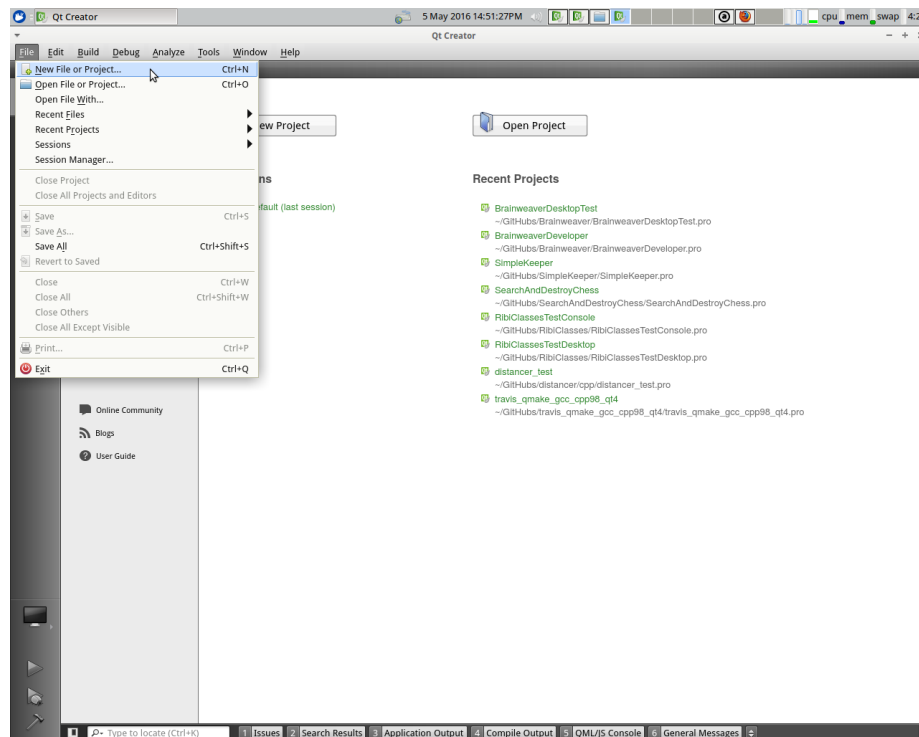 Qt Creator
5 May 2016 14:51:27PM
cpu mem swap
Qt Creator
File Edit Build Debug Analyze Tools Window Help
New File or Project... Ctrl+N
Open File or Project... Ctrl+O
Open File With...
Recent Files
Recent Projects
Sessions
Session Manager...
Close Project
Close All Projects and Editors
Save Ctrl+S
Save As...
Save All Ctrl+Shift+S
Revert to Saved
Close Ctrl+W
Close All Ctrl+Shift+W
Close Others
Close All Except Visible
Print... Ctrl+P
Exit Ctrl+Q
Project
Open Project
Recent Projects
(last session)
BrainweaverDesktopTest
~/GitHubs/Brainweaver/BrainweaverDesktopTest.pro
BrainweaverDeveloper
~/GitHubs/Brainweaver/BrainweaverDeveloper.pro
SimpleKeeper
~/GitHubs/SimpleKeeper/SimpleKeeper.pro
SearchAndDestroyChess
~/GitHubs/SearchAndDestroyChess/SearchAndDestroyChess.pro
RibiClassesTestConsole
~/GitHubs/RibiClasses/RibiClassesTestConsole.pro
RibiClassesTestDesktop
~/GitHubs/RibiClasses/RibiClassesTestDesktop.pro
distancer_test
~/GitHubs/distancer/cpp/distancer_test.pro
travis_qmake_gcc_cpp98_qt4
~/GitHubs/travis_qmake_gcc_cpp98_qt4/travis_qmake_gcc_cpp98_qt4.pro
Online Community
Blogs
User Guide
Type to locate (Ctrl+K) 1 Issues 2 Search Results 3 Application Output 4 Compile Output 5 QML/JS Console 6 General Messages